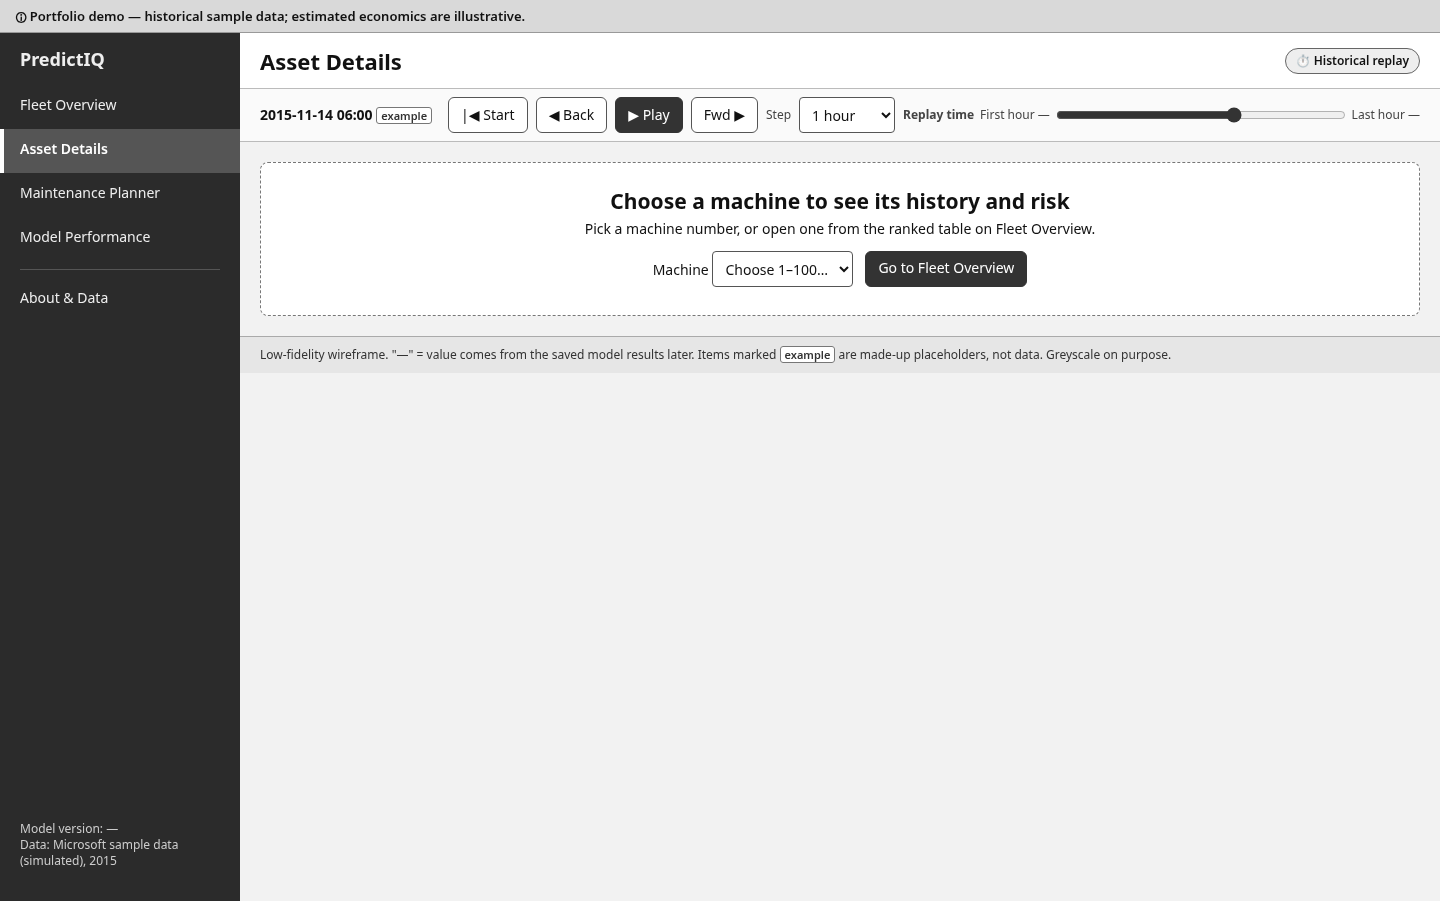 ⓘ Portfolio demo — historical sample data; estimated economics are illustrative.
PredictIQ
Fleet Overview
Asset Details
Maintenance Planner
Model Performance
About & Data
Model version: —
Data: Microsoft sample data
(simulated), 2015
Asset Details
⏱ Historical replay
2015-11-14 06:00 example |◀ Start ◀ Back ▶ Play Fwd ▶ Step 1 hour Replay time First hour — Last hour —
Choose a machine to see its history and risk
Pick a machine number, or open one from the ranked table on Fleet Overview.
Machine Choose 1–100... Go to Fleet Overview
Low-fidelity wireframe. "—" = value comes from the saved model results later. Items marked example are made-up placeholders, not data. Greyscale on purpose.